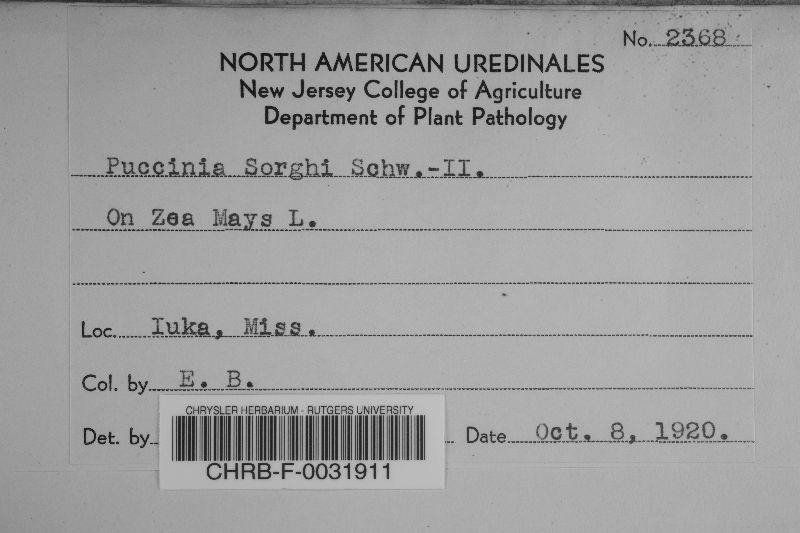 No. 2368
NORTH AMERICAN UREDINALES
New Jersey College of Agriculture
Department of Plant Pathology
Puccinia Sorghi Schw.-II.
On Zea Mays L.
Loc. Iuka, Miss.
Col. by E. B.
Det. by Date Oct. 8, 1920.
CHRYSLER HERBARIUM - RUTGERS UNIVERSITY
CHRB-F-0031911